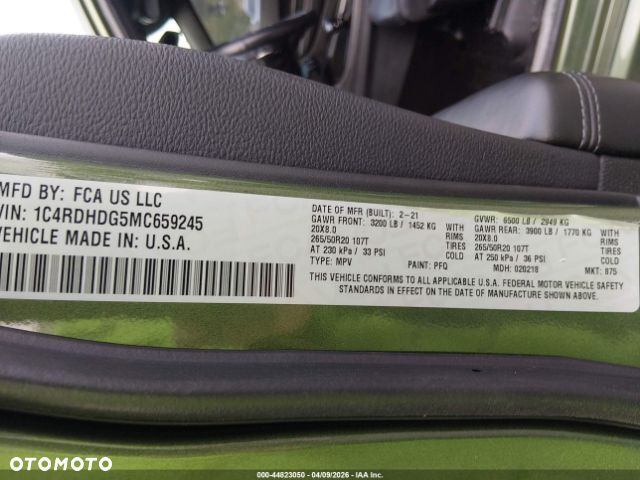 MFD BY: FCA US LLC
VIN: 1C4RDHDG5MC659245
VEHICLE MADE IN: U.S.A.
DATE OF MFR (BUILT): 2-21 GVWR: 6500 LB / 2949 KG
GAWR FRONT: 3200 LB / 1452 KG WITH GAWR REAR: 3900 LB / 1770 KG WITH
20X8.0 RIMS 20X8.0 RIMS
265/50R20 107T TIRES 265/50R20 107T TIRES
AT 230 kPa / 33 PSI COLD AT 250 kPa / 36 PSI COLD
TYPE: MPV PAINT: PFQ MDH: 020218 MKT: 875
THIS VEHICLE CONFORMS TO ALL APPLICABLE U.S.A. FEDERAL MOTOR VEHICLE SAFETY
STANDARDS IN EFFECT ON THE DATE OF MANUFACTURE SHOWN ABOVE.
OTOMOTO
000-44823050 - 04/09/2026 - IAA Inc.